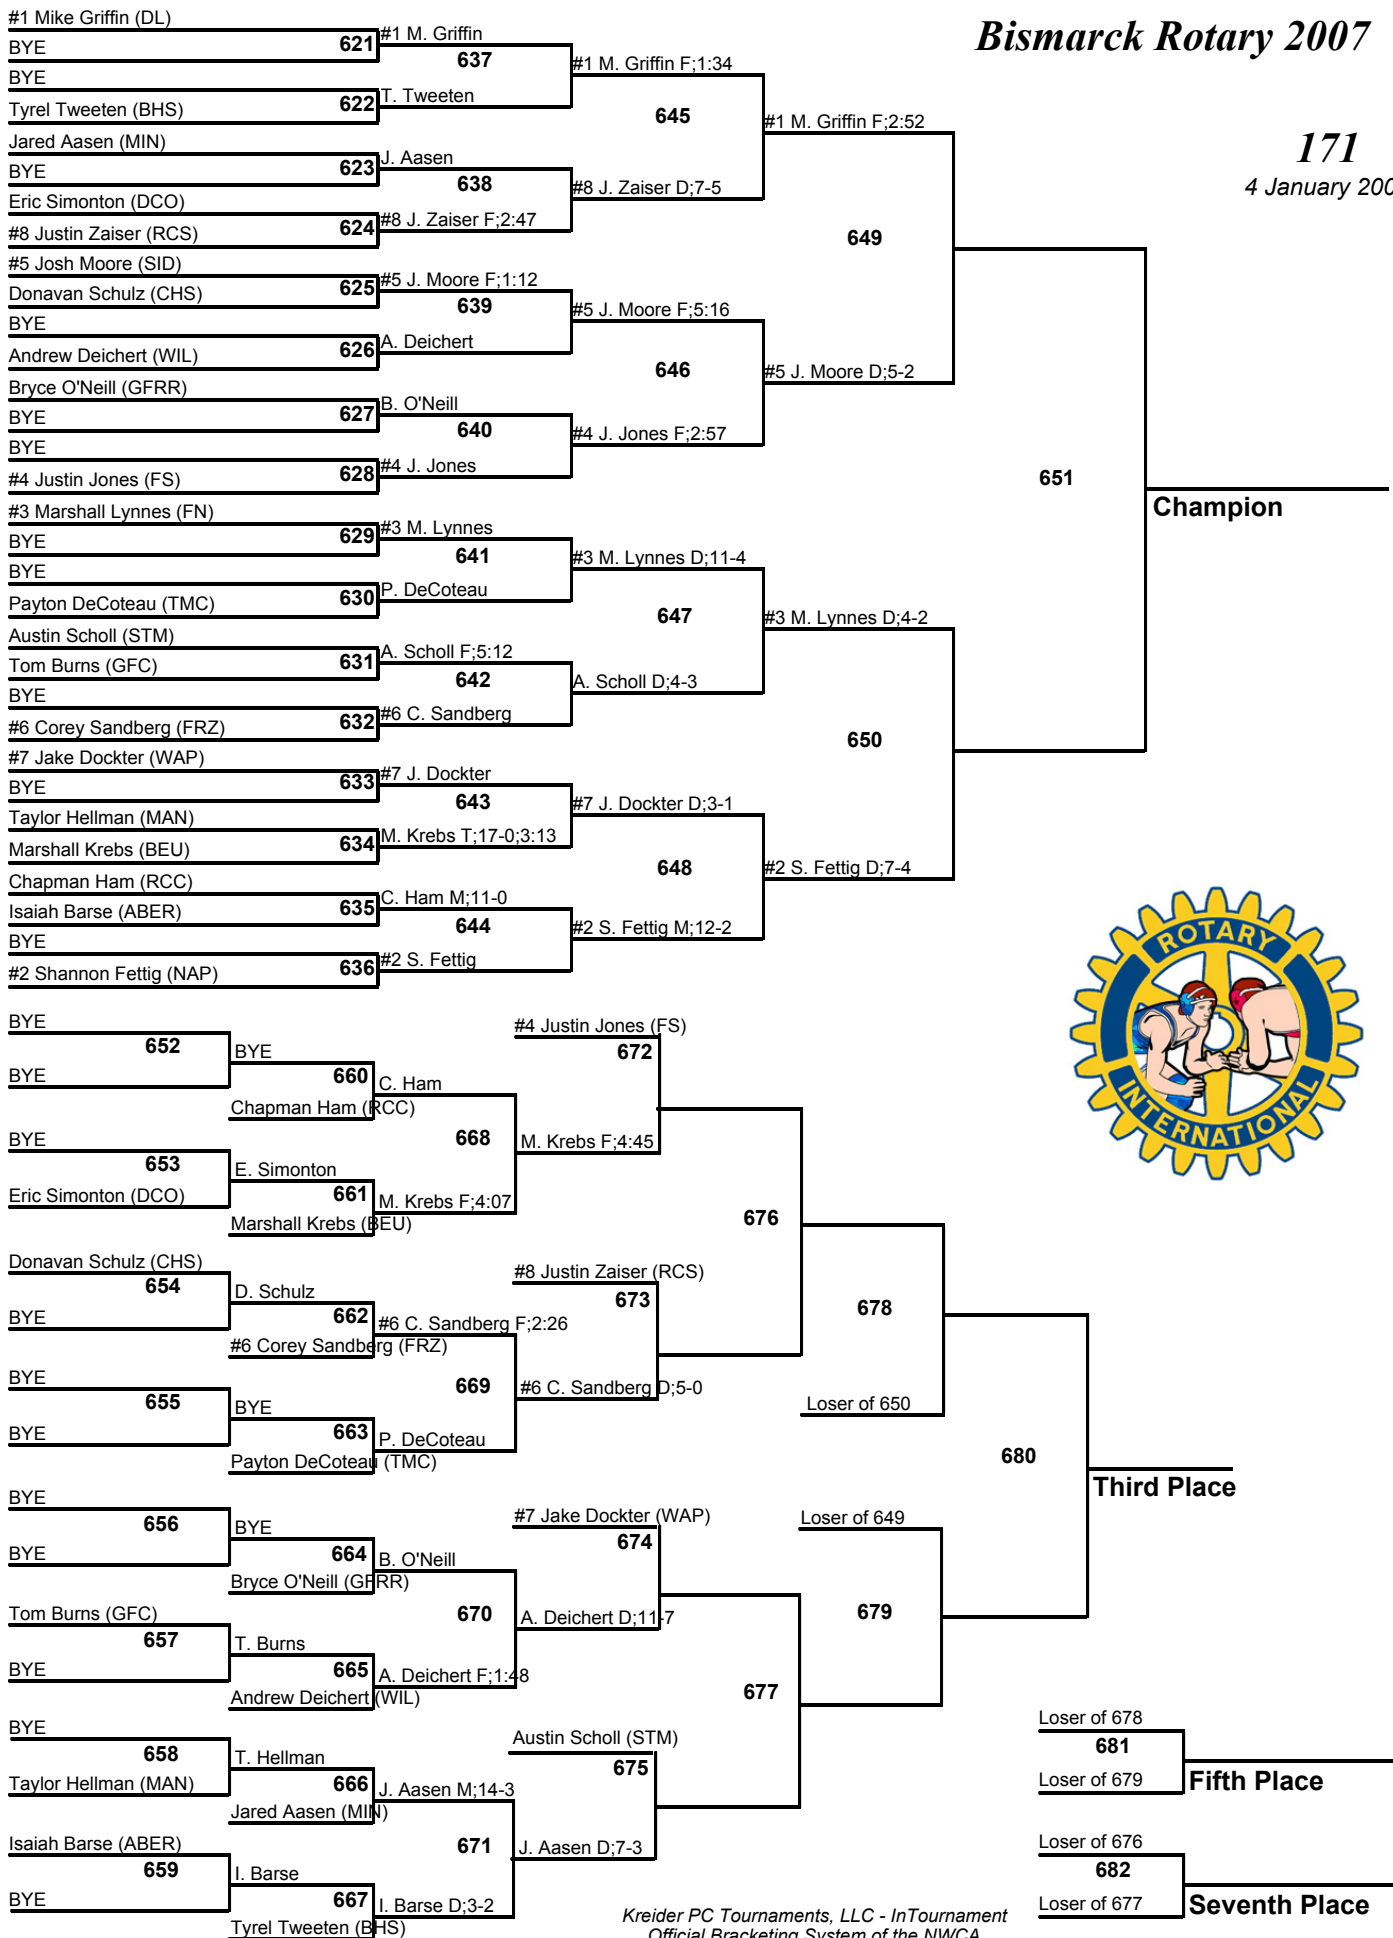 Bismarck Rotary 2007
171
4 January 200
#1 Mike Griffin (DL)
BYE
621
BYE
Tyrel Tweeten (BHS)
622
Jared Aasen (MIN)
BYE
623
Eric Simonton (DCO)
#8 Justin Zaiser (RCS)
624
#5 Josh Moore (SID)
Donavan Schulz (CHS)
625
BYE
Andrew Deichert (WIL)
626
Bryce O'Neill (GFRR)
BYE
627
BYE
#4 Justin Jones (FS)
628
#3 Marshall Lynnes (FN)
BYE
629
BYE
Payton DeCoteau (TMC)
630
Austin Scholl (STM)
Tom Burns (GFC)
631
BYE
#6 Corey Sandberg (FRZ)
632
#7 Jake Dockter (WAP)
BYE
633
Taylor Hellman (MAN)
Marshall Krebs (BEU)
634
Chapman Ham (RCC)
Isaiah Barse (ABER)
635
BYE
#2 Shannon Fettig (NAP)
636
#1 M. Griffin
637
T. Tweeten
J. Aasen
638
#8 J. Zaiser F;2:47
#5 J. Moore F;1:12
639
A. Deichert
B. O'Neill
640
#4 J. Jones
#3 M. Lynnes
641
P. DeCoteau
A. Scholl F;5:12
642
#6 C. Sandberg
#7 J. Dockter
643
M. Krebs T;17-0;3:13
C. Ham M;11-0
644
#2 S. Fettig
#1 M. Griffin F;1:34
645
#8 J. Zaiser D;7-5
#5 J. Moore F;5:16
646
#4 J. Jones F;2:57
#3 M. Lynnes D;11-4
647
A. Scholl D;4-3
#7 J. Dockter D;3-1
648
#2 S. Fettig M;12-2
#1 M. Griffin F;2:52
649
#5 J. Moore D;5-2
#3 M. Lynnes D;4-2
650
#2 S. Fettig D;7-4
651
Champion
ROTARY
INTERNATIONAL
BYE
652
BYE
BYE
653
Eric Simonton (DCO)
Donavan Schulz (CHS)
654
BYE
BYE
655
BYE
BYE
656
BYE
Tom Burns (GFC)
657
BYE
BYE
658
Taylor Hellman (MAN)
Isaiah Barse (ABER)
659
BYE
BYE
660
Chapman Ham (RCC)
E. Simonton
661
Marshall Krebs (BEU)
D. Schulz
662
#6 Corey Sandberg (FRZ)
BYE
663
Payton DeCoteau (TMC)
BYE
664
Bryce O'Neill (GFRR)
T. Burns
665
Andrew Deichert (WIL)
T. Hellman
666
Jared Aasen (MIN)
I. Barse
667
Tyrel Tweeten (BHS)
C. Ham
668
M. Krebs F;4:07
#6 C. Sandberg F;2:26
669
P. DeCoteau
B. O'Neill
670
A. Deichert F;1:48
J. Aasen M;14-3
671
I. Barse D;3-2
#4 Justin Jones (FS)
672
M. Krebs F;4:45
#8 Justin Zaiser (RCS)
673
#6 C. Sandberg D;5-0
#7 Jake Dockter (WAP)
674
A. Deichert D;11-7
Austin Scholl (STM)
675
J. Aasen D;7-3
676
677
678
Loser of 650
Loser of 649
679
680
Third Place
Loser of 678
681
Loser of 679
Fifth Place
Loser of 676
682
Loser of 677
Seventh Place
Kreider PC Tournaments, LLC - InTournament
Official Bracketing System of the NWCA